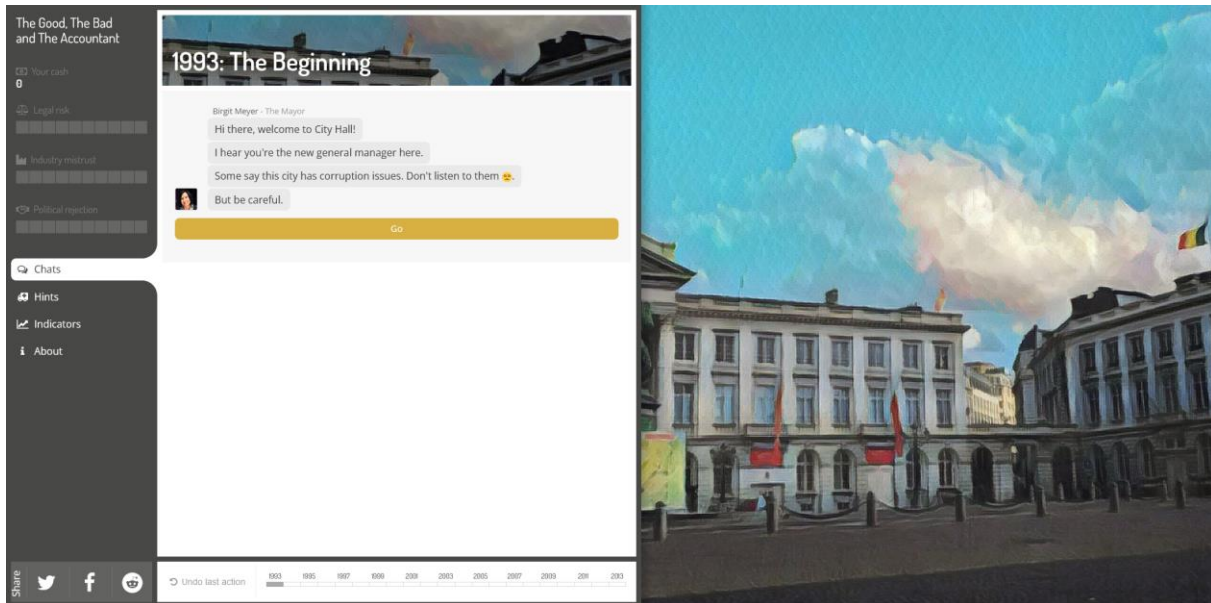 The Good, The Bad
and The Accountant
Your cash
0
Legal risk
Industry mistrust
Political rejection
Chats
Hints
Indicators
About
Share
1993: The Beginning
Birgit Meyer - The Mayor
Hi there, welcome to City Hall!
I hear you're the new general manager here.
Some say this city has corruption issues. Don't listen to them 😊.
But be careful.
Go
Undo last action
1993 1995 1997 1999 2001 2003 2005 2007 2009 2011 2013